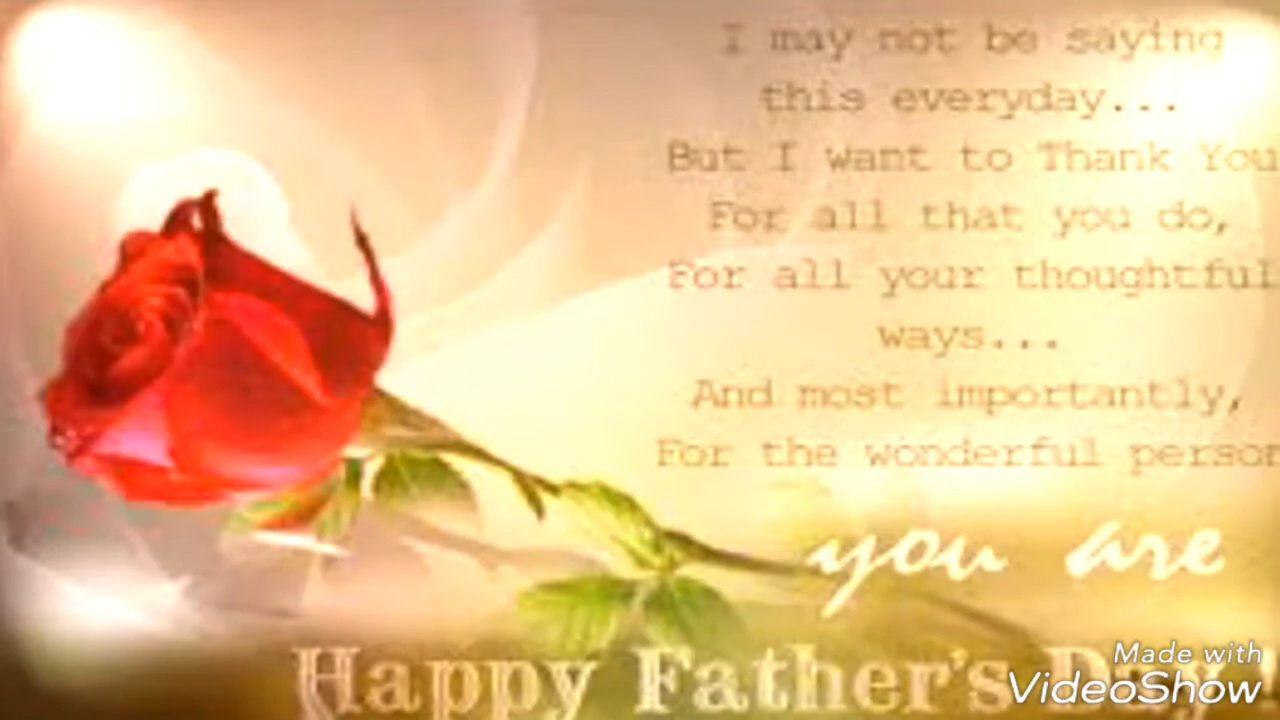 I may not be saying
this everyday...
But I want to Thank You
For all that you do,
For all your thoughtful
ways...
And most importantly,
For the wonderful person
you are
Happy Father's
Made with
VideoShow